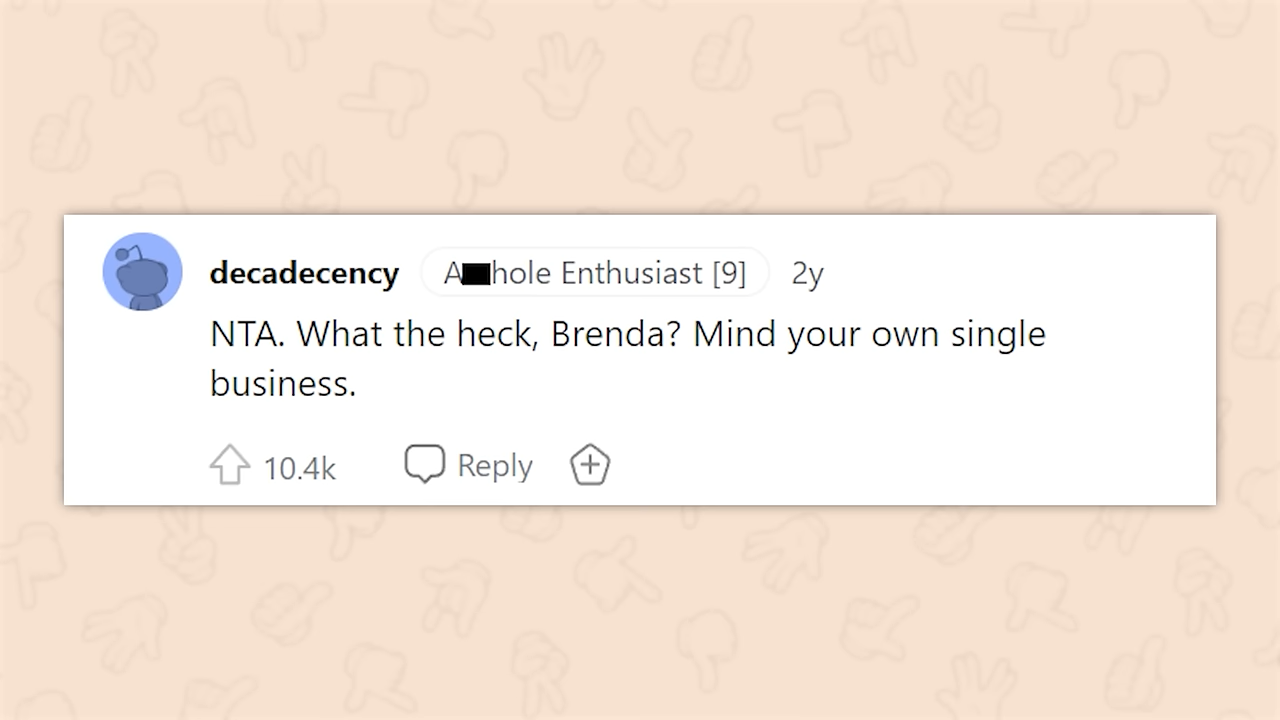 decadecency A hole Enthusiast [9] 2y
NTA. What the heck, Brenda? Mind your own single
business.
10.4k Reply